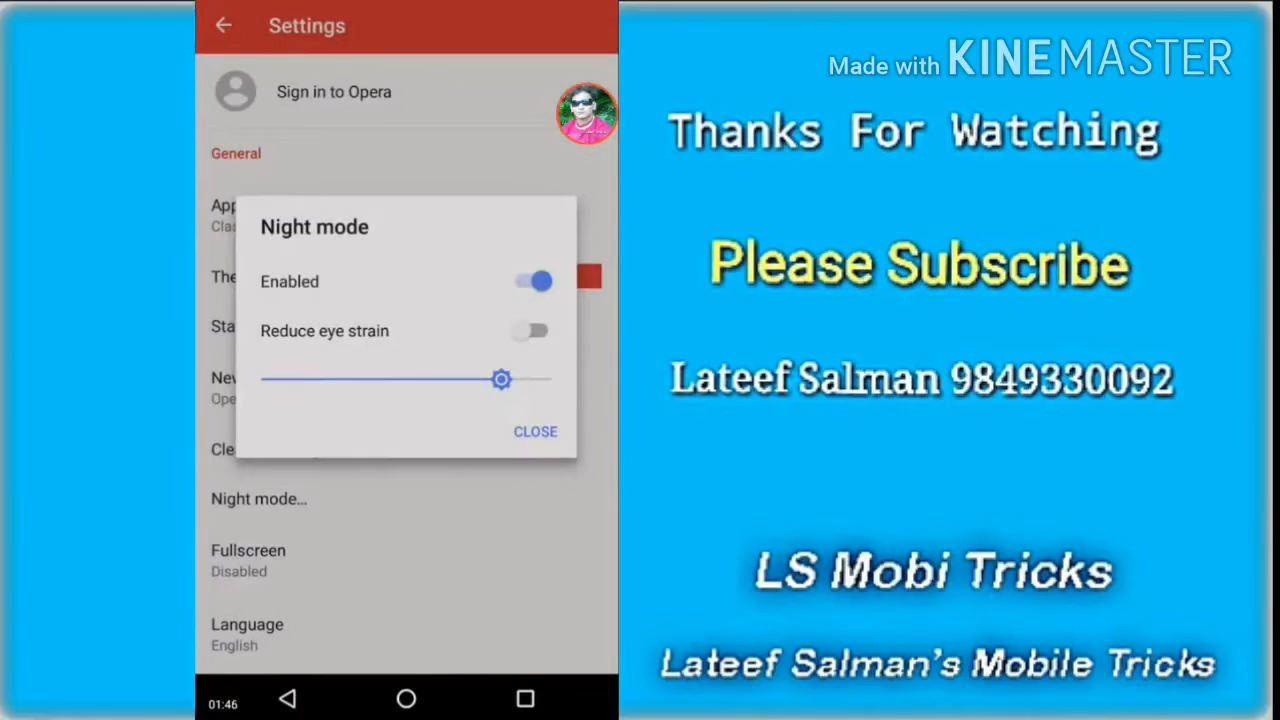 Settings
Sign in to Opera
General
App
Night mode
Enabled
Reduce eye strain
CLOSE
Night mode...
Fullscreen
Disabled
Language
English
01:46
Made with KINEMASTER
Thanks For Watching
Please Subscribe
Lateef Salman 9849330092
LS Mobi Tricks
Lateef Salman's Mobile Tricks